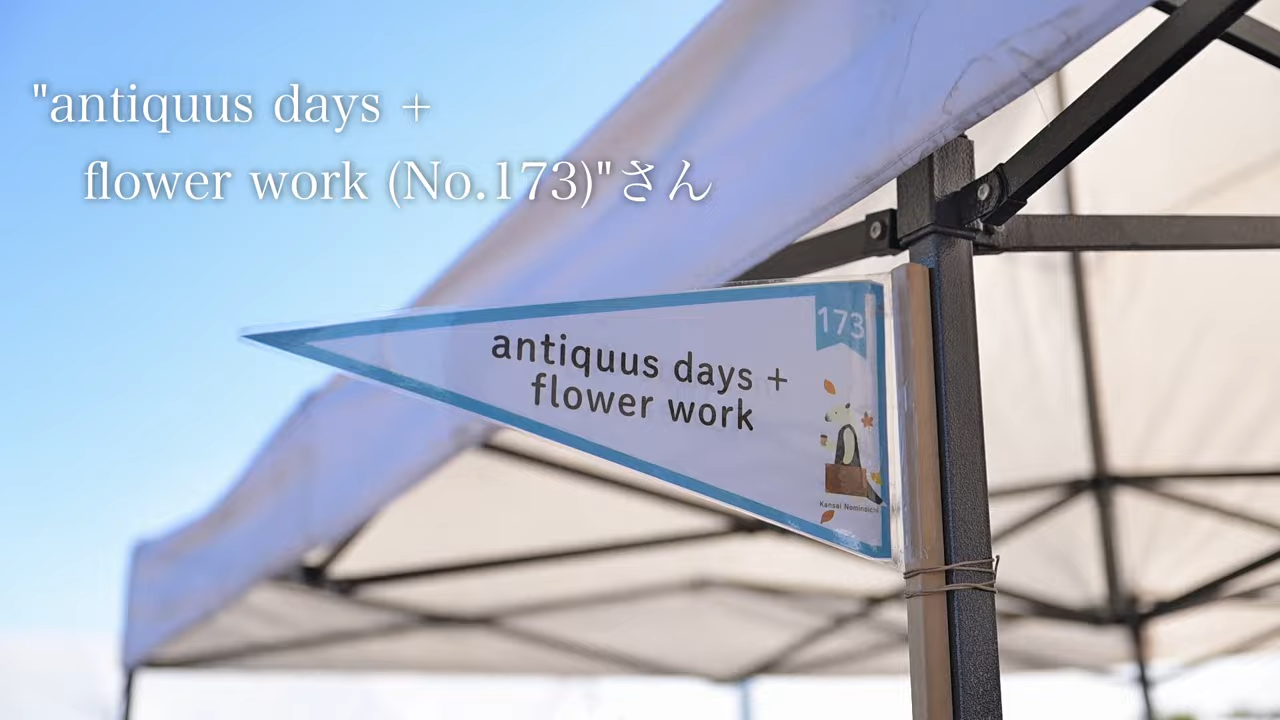 "antiquus days +
flower work (No.173)"さん
173
antiquus days +
flower work
Kansai Nominoichi